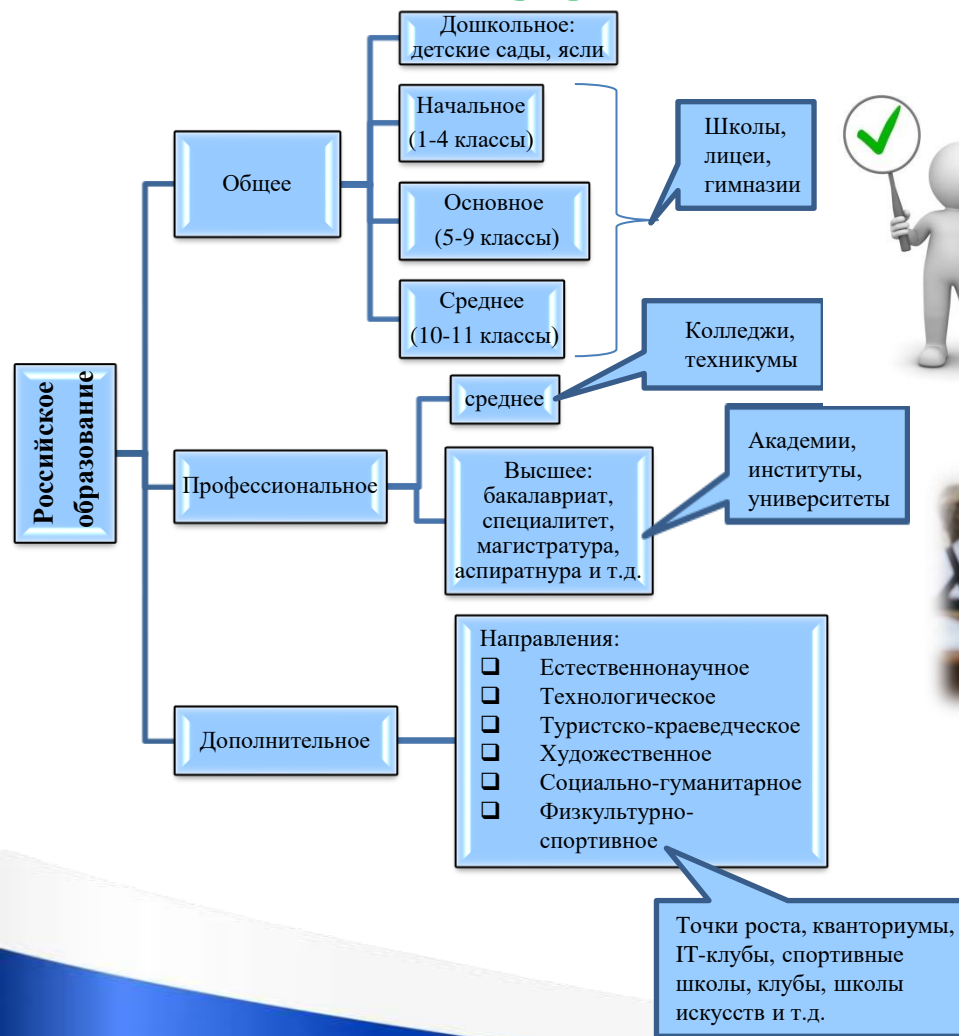 Дошкольное:
детские сады, ясли
Начальное
(1-4 классы)
Школы,
лицеи,
гимназии
Общее
Основное
(5-9 классы)
Среднее
(10-11 классы)
Колледжи,
техникумы
Российское
образование
среднее
Профессиональное
Высшее:
бакалавриат,
специалитет,
магистратура,
аспиратнура и т.д.
Академии,
институты,
университеты
Дополнительное
Направления:
❑ Естественнонаучное
❑ Технологическое
❑ Туристско-краеведческое
❑ Художественное
❑ Социально-гуманитарное
❑ Физкультурно-
спортивное
Точки роста, кванториумы,
IT-клубы, спортивные
школы, клубы, школы
искусств и т.д.